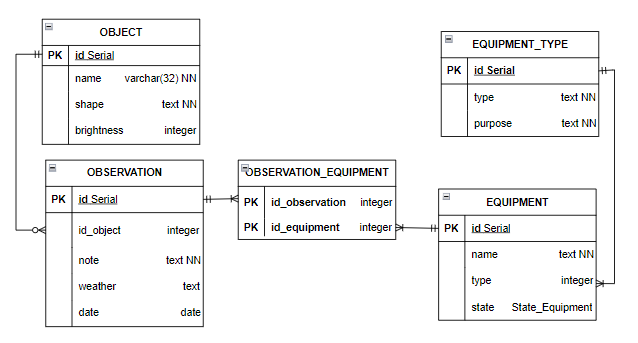 OBJECT
PK id Serial
name varchar(32) NN
shape text NN
brightness integer
EQUIPMENT_TYPE
PK id Serial
type text NN
purpose text NN
OBSERVATION
PK id Serial
id_object integer
note text NN
weather text
date date
OBSERVATION_EQUIPMENT
PK id_observation integer
PK id_equipment integer
EQUIPMENT
PK id Serial
name text NN
type integer
state State_Equipment